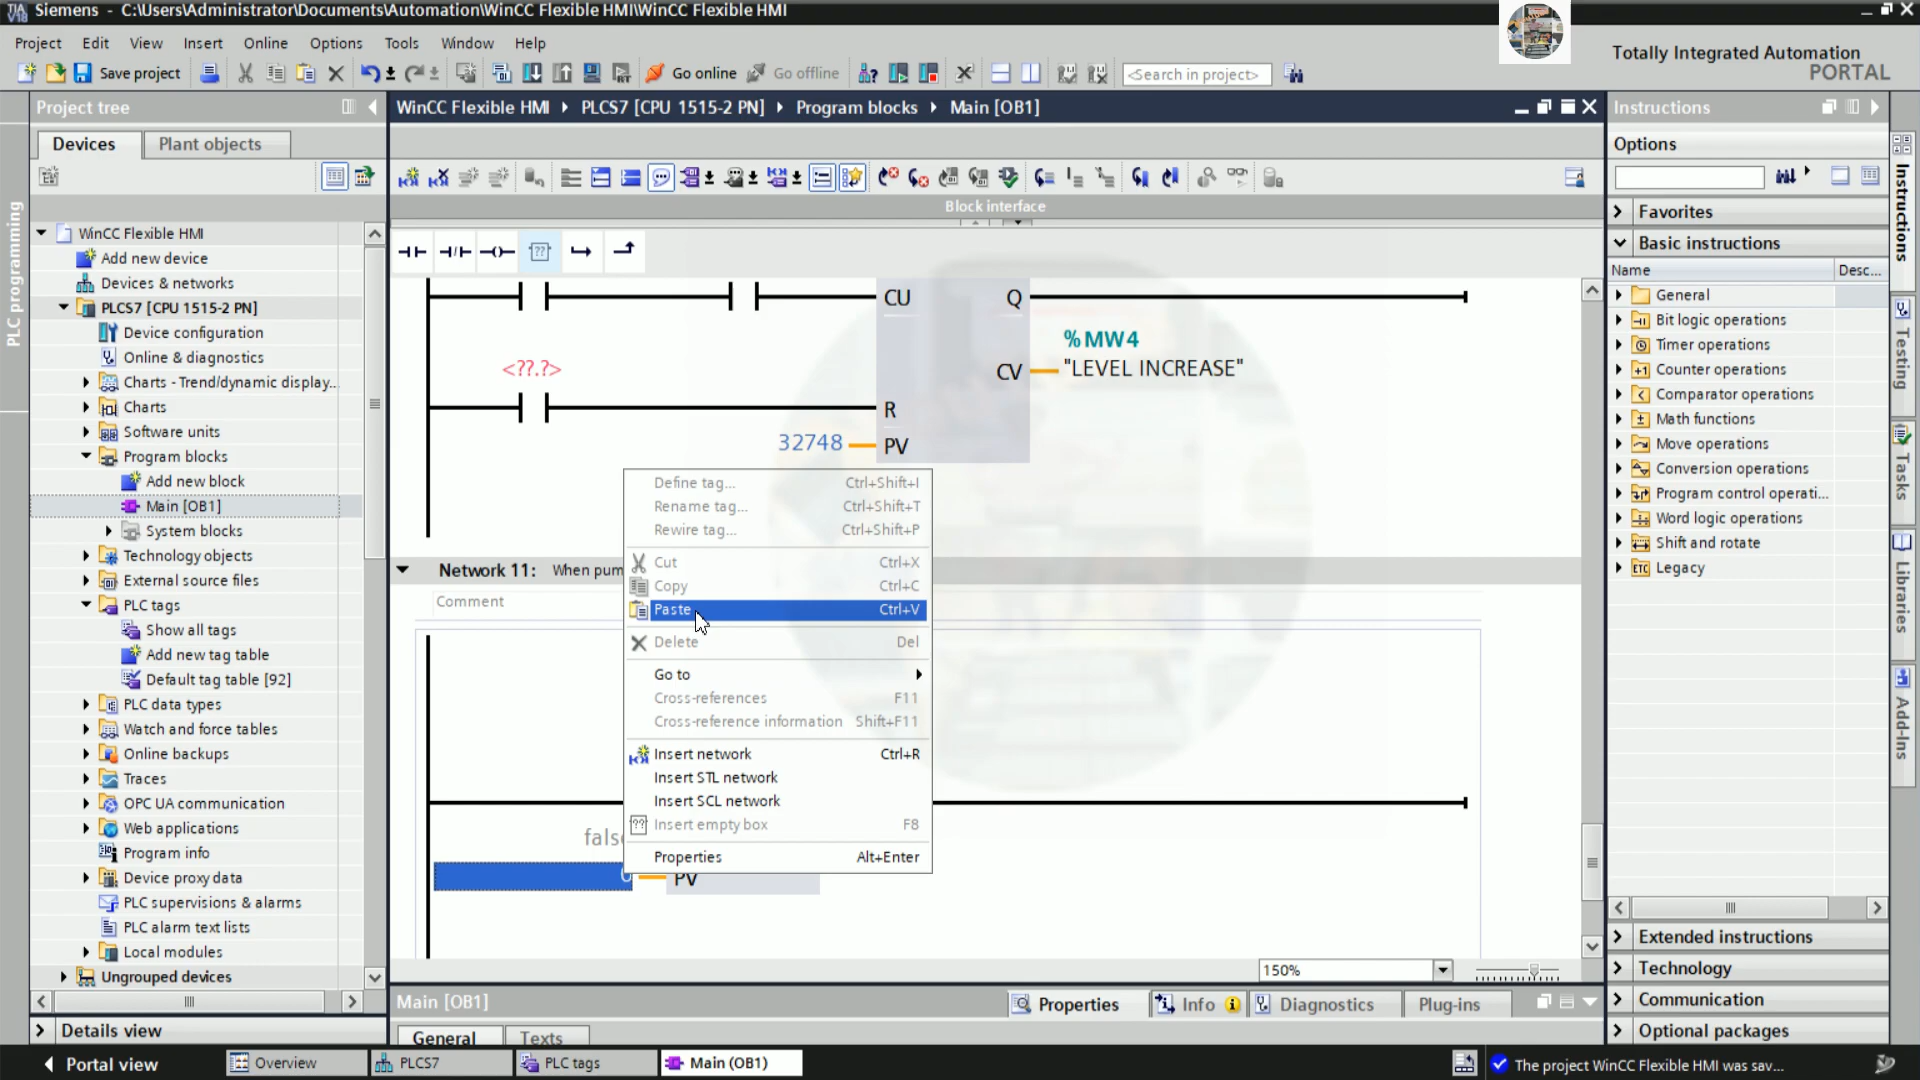 Siemens - C:\Users\Administrator\Documents\Automation\WinCC Flexible HMI\WinCC Flexible HMI
Project Edit View Insert Online Options Tools Window Help
Save project Go online Go offline <Search in project>
Totally Integrated Automation
PORTAL
Project tree
WinCC Flexible HMI PLCS7 [CPU 1515-2 PN] Program blocks Main [OB1]
Instructions
Devices Plant objects
Options
PLC programming
Block interface
Favorites
Basic instructions
Name Desc...
General
Bit logic operations
Timer operations
Counter operations
Comparator operations
Math functions
Move operations
Conversion operations
Program control operati...
Word logic operations
Shift and rotate
Legacy
Extended instructions
Technology
Communication
Optional packages
Instructions
Testing
Tasks
Libraries
Add-Ins
WinCC Flexible HMI
Add new device
Devices & networks
PLCS7 [CPU 1515-2 PN]
Device configuration
Online & diagnostics
Charts - Trend/dynamic display...
Charts
Software units
Program blocks
Add new block
Main [OB1]
System blocks
Technology objects
External source files
PLC tags
Show all tags
Add new tag table
Default tag table [92]
PLC data types
Watch and force tables
Online backups
Traces
OPC UA communication
Web applications
Program info
Device proxy data
PLC supervisions & alarms
PLC alarm text lists
Local modules
Ungrouped devices
Details view
CU Q
%MW4
<??.?> CV "LEVEL INCREASE"
R
32748 PV
Network 11: When pum
Comment
fals
0 PV
Define tag... Ctrl+Shift+I
Rename tag... Ctrl+Shift+T
Rewire tag... Ctrl+Shift+P
Cut Ctrl+X
Copy Ctrl+C
Paste Ctrl+V
Delete Del
Go to
Cross-references F11
Cross-reference information Shift+F11
Insert network Ctrl+R
Insert STL network
Insert SCL network
Insert empty box F8
Properties Alt+Enter
150%
Main [OB1] Properties Info Diagnostics Plug-ins
General Texts
Portal view Overview PLCS7 PLC tags Main (OB1) The project WinCC Flexible HMI was sav...